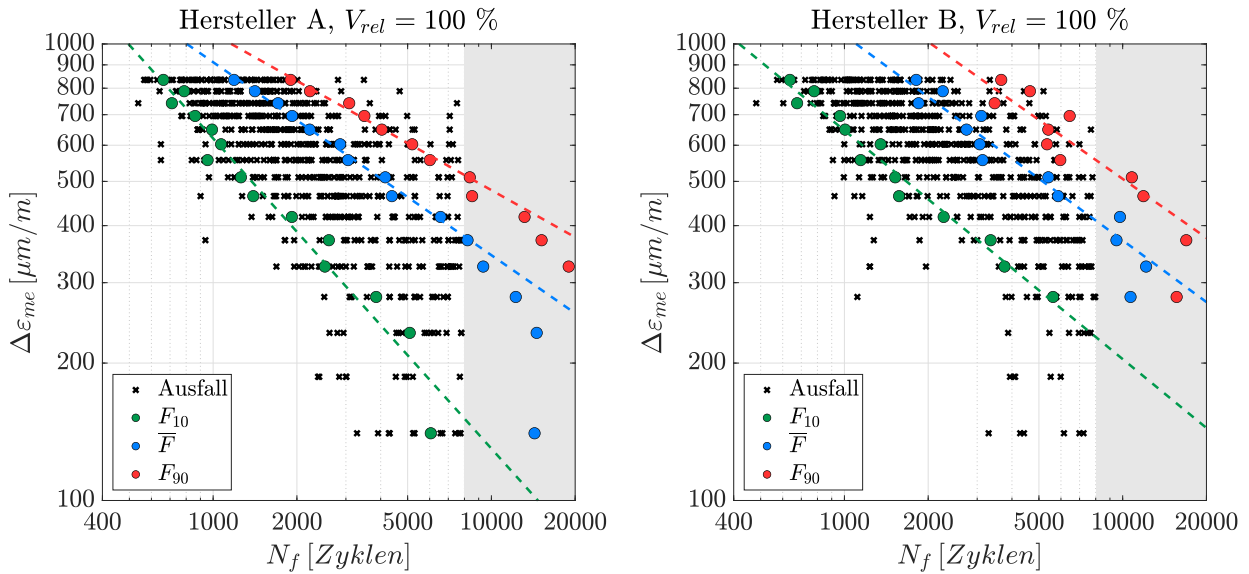 Hersteller A, V_rel = 100 %
1000
900
800
700
600
500
400
300
200
100
Δε_me [μm/m]
Ausfall
F_10
F̅
F_90
400
1000
2000
5000
10000
20000
N_f [Zyklen]
Hersteller B, V_rel = 100 %
1000
900
800
700
600
500
400
300
200
100
Δε_me [μm/m]
Ausfall
F_10
F̅
F_90
400
1000
2000
5000
10000
20000
N_f [Zyklen]